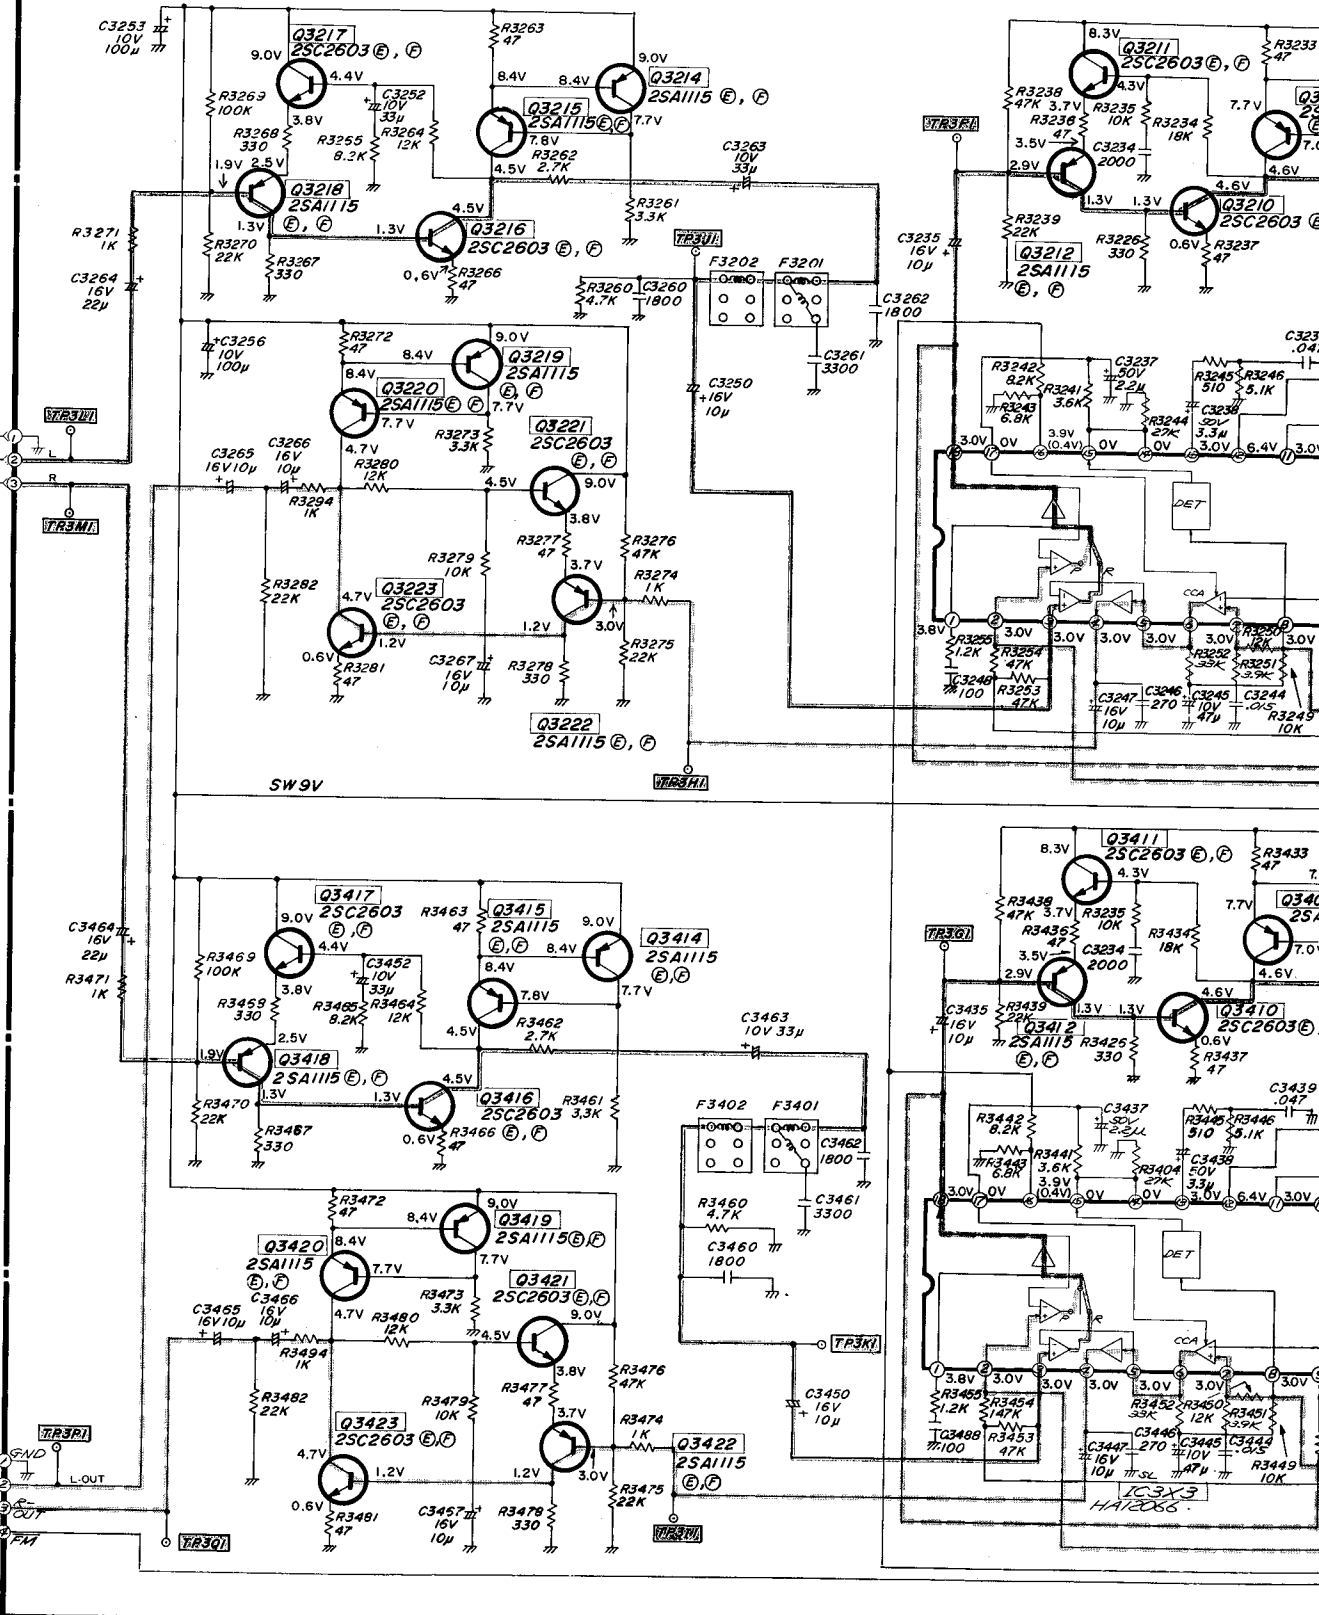 C3253
10V
100μ
Q3217
2SC2603 Ⓔ, Ⓕ
9.0V
4.4V
3.8V
R3269
100K
R3268
330
R3255
8.2K
C3252
10V
33μ
R3264
12K
R3263
47
8.4V
8.4V
9.0V
Q3214
2SA1115 Ⓔ, Ⓕ
7.7V
Q3215
2SA1115 Ⓔ, Ⓕ
7.8V
R3262
2.7K
4.5V
C3263
10V
33μ
1.9V
2.5V
Q3218
2SA1115
Ⓔ, Ⓕ
1.3V
1.3V
4.5V
Q3216
2SC2603 Ⓔ, Ⓕ
0.6V
R3266
47
R3261
3.3K
R3271
1K
C3264
16V
22μ
R3270
22K
R3267
330
TP3U1
F3202
F3201
R3260
4.7K
C3260
1800
C3262
1800
C3261
3300
C3250
16V
10μ
8.3V
Q3211
2SC2603 Ⓔ, Ⓕ
4.3V
R3233
47
R3238
47K
3.7V
R3236
47
R3235
10K
R3234
18K
7.7V
3.5V
C3234
2000
2.9V
1.3V
1.3V
4.6V
4.6V
Q3210
2SC2603
0.6V
R3237
47
R3239
22K
Q3212
2SA1115
Ⓔ, Ⓕ
R3226
330
C3235
16V
10μ
C3256
10V
100μ
R3272
47
8.4V
9.0V
Q3219
2SA1115
Ⓔ, Ⓕ
8.4V
Q3220
2SA1115 Ⓔ Ⓕ
7.7V
7.7V
R3273
3.3K
Q3221
2SC2603
Ⓔ, Ⓕ
9.0V
TP3L1
L
R
TP3M1
C3265
16V10μ
C3266
16V
10μ
4.7V
R3280
12K
R3294
1K
4.5V
3.8V
R3277
47
R3276
47K
R3279
10K
3.7V
R3274
1K
R3282
22K
Q3223
2SC2603
Ⓔ, Ⓕ
4.7V
1.2V
1.2V
3.0V
0.6V
R3281
47
C3267
16V
10μ
R3278
330
R3275
22K
Q3222
2SA1115 Ⓔ, Ⓕ
TP3H1
SW 9V
R3242
8.2K
R3243
6.8K
R3241
3.6K
C3237
50V
2.2μ
R3244
27K
R3245
510
R3246
5.1K
C3238
50V
3.3μ
3.0V
0V
3.9V
(0.4V)
0V
0V
3.0V
6.4V
3.0V
DET
CCA
P
R
3.8V
3.0V
3.0V
3.0V
3.0V
3.0V
3.0V
R3255
1.2K
C3248
100
R3254
47K
R3253
47K
C3247
16V
10μ
C3246
270
R3252
33K
C3245
10V
47μ
R3250
12K
R3251
3.9K
C3244
.015
R3249
10K
Q3417
2SC2603
Ⓔ, Ⓕ
9.0V
4.4V
3.8V
R3463
47
Q3415
2SA1115
Ⓔ, Ⓕ
8.4V
8.4V
9.0V
Q3414
2SA1115
Ⓔ, Ⓕ
7.7V
7.8V
C3464
16V
22μ
R3471
1K
R3469
100K
R3469
330
C3452
10V
33μ
R3465
8.2K
R3464
12K
4.5V
R3462
2.7K
C3463
10V 33μ
2.5V
1.9V
Q3418
2SA1115 Ⓔ, Ⓕ
1.3V
1.3V
4.5V
Q3416
2SC2603
Ⓔ, Ⓕ
0.6V
R3466
47
R3461
3.3K
R3470
22K
R3467
330
F3402
F3401
C3462
1800
C3461
3300
R3460
4.7K
C3460
1800
TP3K1
C3450
16V
10μ
8.3V
Q3411
2SC2603 Ⓔ, Ⓕ
4.3V
R3433
47
7.7V
R3438
47K
3.7V
R3436
47
R3235
10K
R3434
18K
7.0V
TP3G1
3.5V
C3234
2000
2.9V
4.6V
4.6V
1.3V
1.3V
Q3410
2SC2603 Ⓔ
0.6V
R3437
47
C3435
16V
10μ
R3439
22K
Q3412
2SA1115
Ⓔ, Ⓕ
R3426
330
R3442
8.2K
R3443
6.8K
R3441
3.6K
C3437
50V
2.2μ
R3404
27K
R3445
510
R3446
5.1K
C3438
50V
3.3μ
C3439
.047
3.0V
0V
3.9V
(0.4V)
0V
0V
3.0V
6.4V
3.0V
DET
CCA
P
R
R3472
47
8.4V
9.0V
Q3419
2SA1115 Ⓔ, Ⓕ
Q3420
2SA1115
Ⓔ, Ⓕ
8.4V
7.7V
7.7V
Q3421
2SC2603 Ⓔ, Ⓕ
9.0V
4.7V
R3473
3.3K
C3465
16V10μ
C3466
16V
10μ
R3480
12K
R3494
1K
4.5V
3.8V
R3477
47
R3476
47K
R3482
22K
R3479
10K
3.7V
R3474
1K
Q3423
2SC2603 Ⓔ, Ⓕ
4.7V
1.2V
1.2V
3.0V
Q3422
2SA1115
Ⓔ, Ⓕ
0.6V
R3481
47
C3467
16V
10μ
R3478
330
R3475
22K
3.8V
3.0V
3.0V
3.0V
3.0V
3.0V
3.0V
R3455
1.2K
C3488
100
R3454
147K
R3453
47K
C3447
16V
10μ
C3446
270
R3452
33K
C3445
10V
47μ
R3450
12K
R3451
3.9K
C3444
.015
R3449
10K
SL
IC3X3
HA12066
GND
TP3P1
L-OUT
R-
OUT
FM
TP3Q1